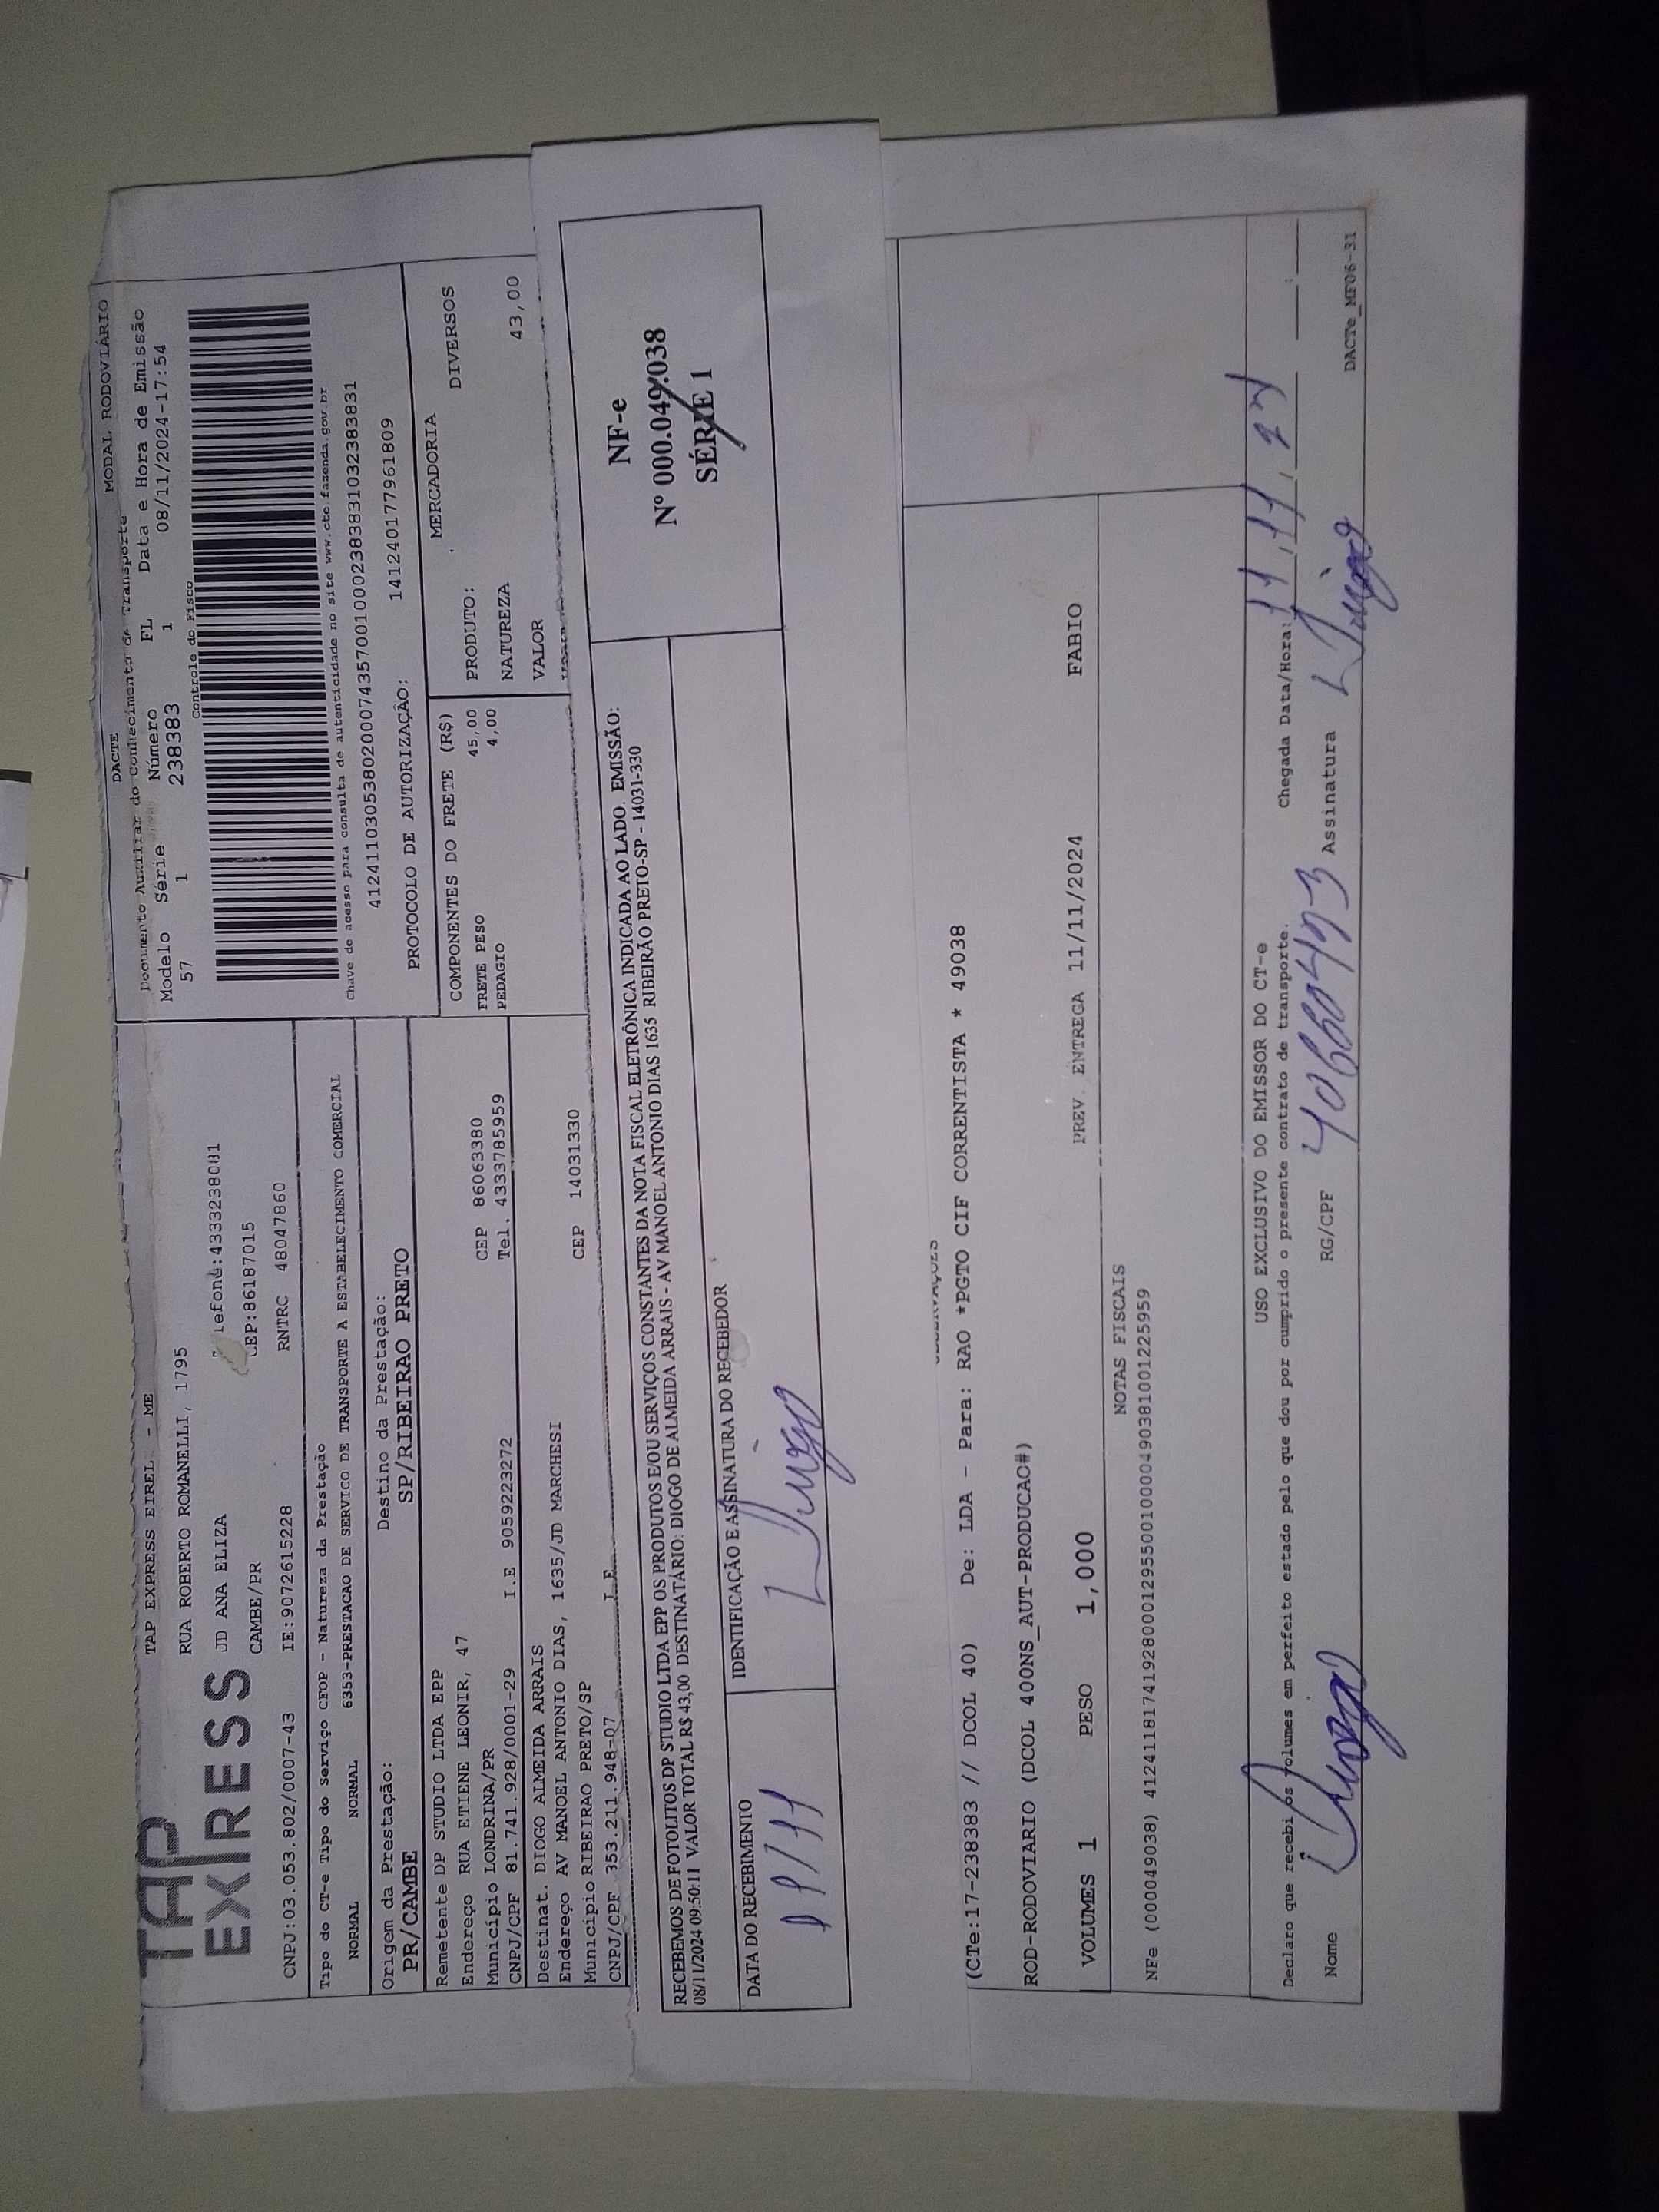 TAP EXPRESS
TAP EXPRESS EIREL - ME
RUA ROBERTO ROMANELLI, 1795
JD ANA ELIZA
lefone:4333238001
CAMBE/PR CEP:86187015
CNPJ:03.053.802/0007-43 IE:9072615228 RNTRC 48047860
DACTE MODAL RODOVIÁRIO
Documento Auxiliar do Conhecimento de Transporte
Modelo Série Número FL Data e Hora de Emissão
57 1 238383 1 08/11/2024-17:54
Controle do Fisco
Chave de acesso para consulta de autenticidade no site www.cte.fazenda.gov.br
41241103053802000743570010002383831032383831
PROTOCOLO DE AUTORIZAÇÃO: 141240177961809
Tipo do CT-e Tipo do Serviço CFOP - Natureza da Prestação
NORMAL NORMAL 6353-PRESTACAO DE SERVICO DE TRANSPORTE A ESTABELECIMENTO COMERCIAL
Origem da Prestação: Destino da Prestação:
PR/CAMBE SP/RIBEIRAO PRETO
Remetente DP STUDIO LTDA EPP
Endereço RUA ETIENE LEONIR, 47 CEP 86063380
Município LONDRINA/PR Tel. 4333785959
CNPJ/CPF 81.741.928/0001-29 I.E 9059223272
Destinat. DIOGO ALMEIDA ARRAIS
Endereço AV MANOEL ANTONIO DIAS, 1635/JD MARCHESI
Município RIBEIRAO PRETO/SP CEP 14031330
CNPJ/CPF 353.211.948-07 I.E
COMPONENTES DO FRETE (R$)
FRETE PESO 45,00
PEDAGIO 4,00
MERCADORIA
PRODUTO: DIVERSOS
NATUREZA
VALOR 43,00
RECEBEMOS DE FOTOLITOS DP STUDIO LTDA EPP OS PRODUTOS E/OU SERVIÇOS CONSTANTES DA NOTA FISCAL ELETRÔNICA INDICADA AO LADO. EMISSÃO:
08/11/2024 09:50:11 VALOR TOTAL R$ 43,00 DESTINATÁRIO: DIOGO DE ALMEIDA ARRAIS - AV MANOEL ANTONIO DIAS 1635 RIBEIRÃO PRETO-SP - 14031-330
DATA DO RECEBIMENTO IDENTIFICAÇÃO E ASSINATURA DO RECEBEDOR
NF-e
Nº 000.049.038
SÉRIE 1
(CTe:17-238383 // DCOL 40) De: LDA - Para: RAO *PGTO CIF CORRENTISTA * 49038
ROD-RODOVIARIO (DCOL 400NS_AUT-PRODUCAO#)
VOLUMES 1 PESO 1,000 PREV. ENTREGA 11/11/2024 FABIO
NOTAS FISCAIS
NFe (000049038) 41241181741928000129550010000490381001225959
USO EXCLUSIVO DO EMISSOR DO CT-e
Declaro que recebi os volumes em perfeito estado pelo que dou por cumprido o presente contrato de transporte. Chegada Data/Hora: 11/11/24
Nome RG/CPF Assinatura
DACTe_MF06-31